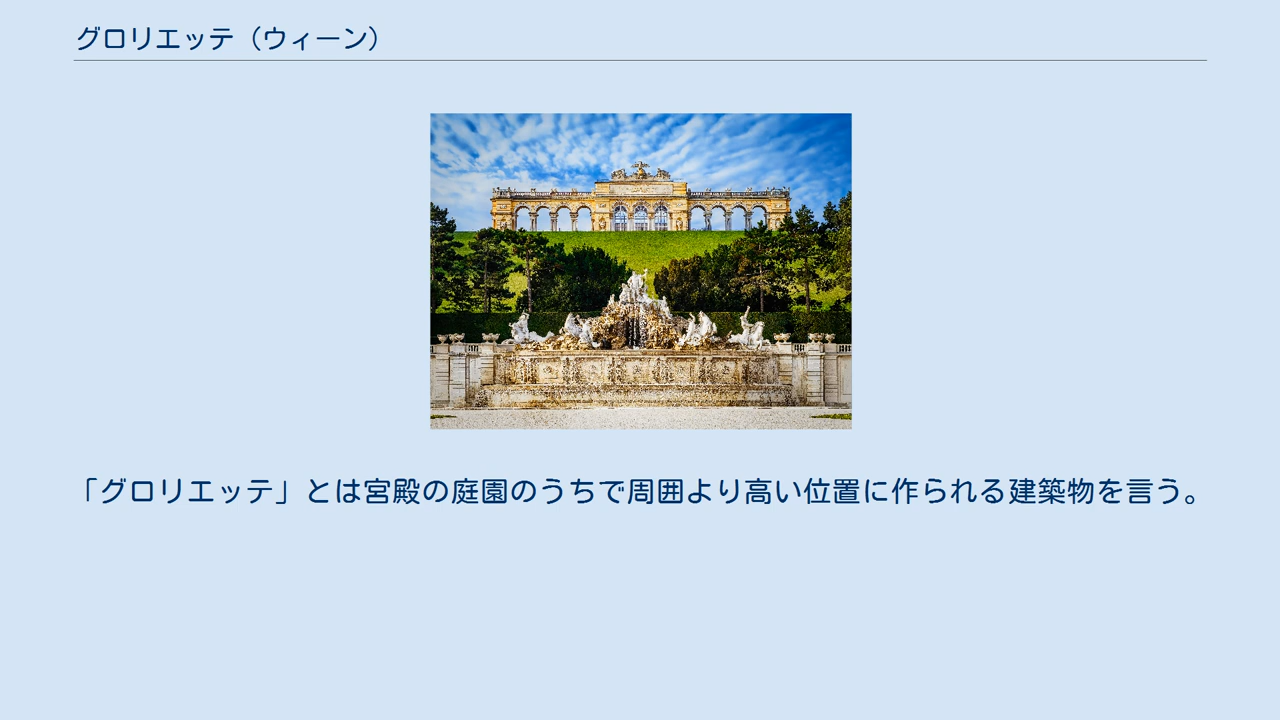 グロリエッテ（ウィーン）
「グロリエッテ」とは宮殿の庭園のうちで周囲より高い位置に作られる建築物を言う。